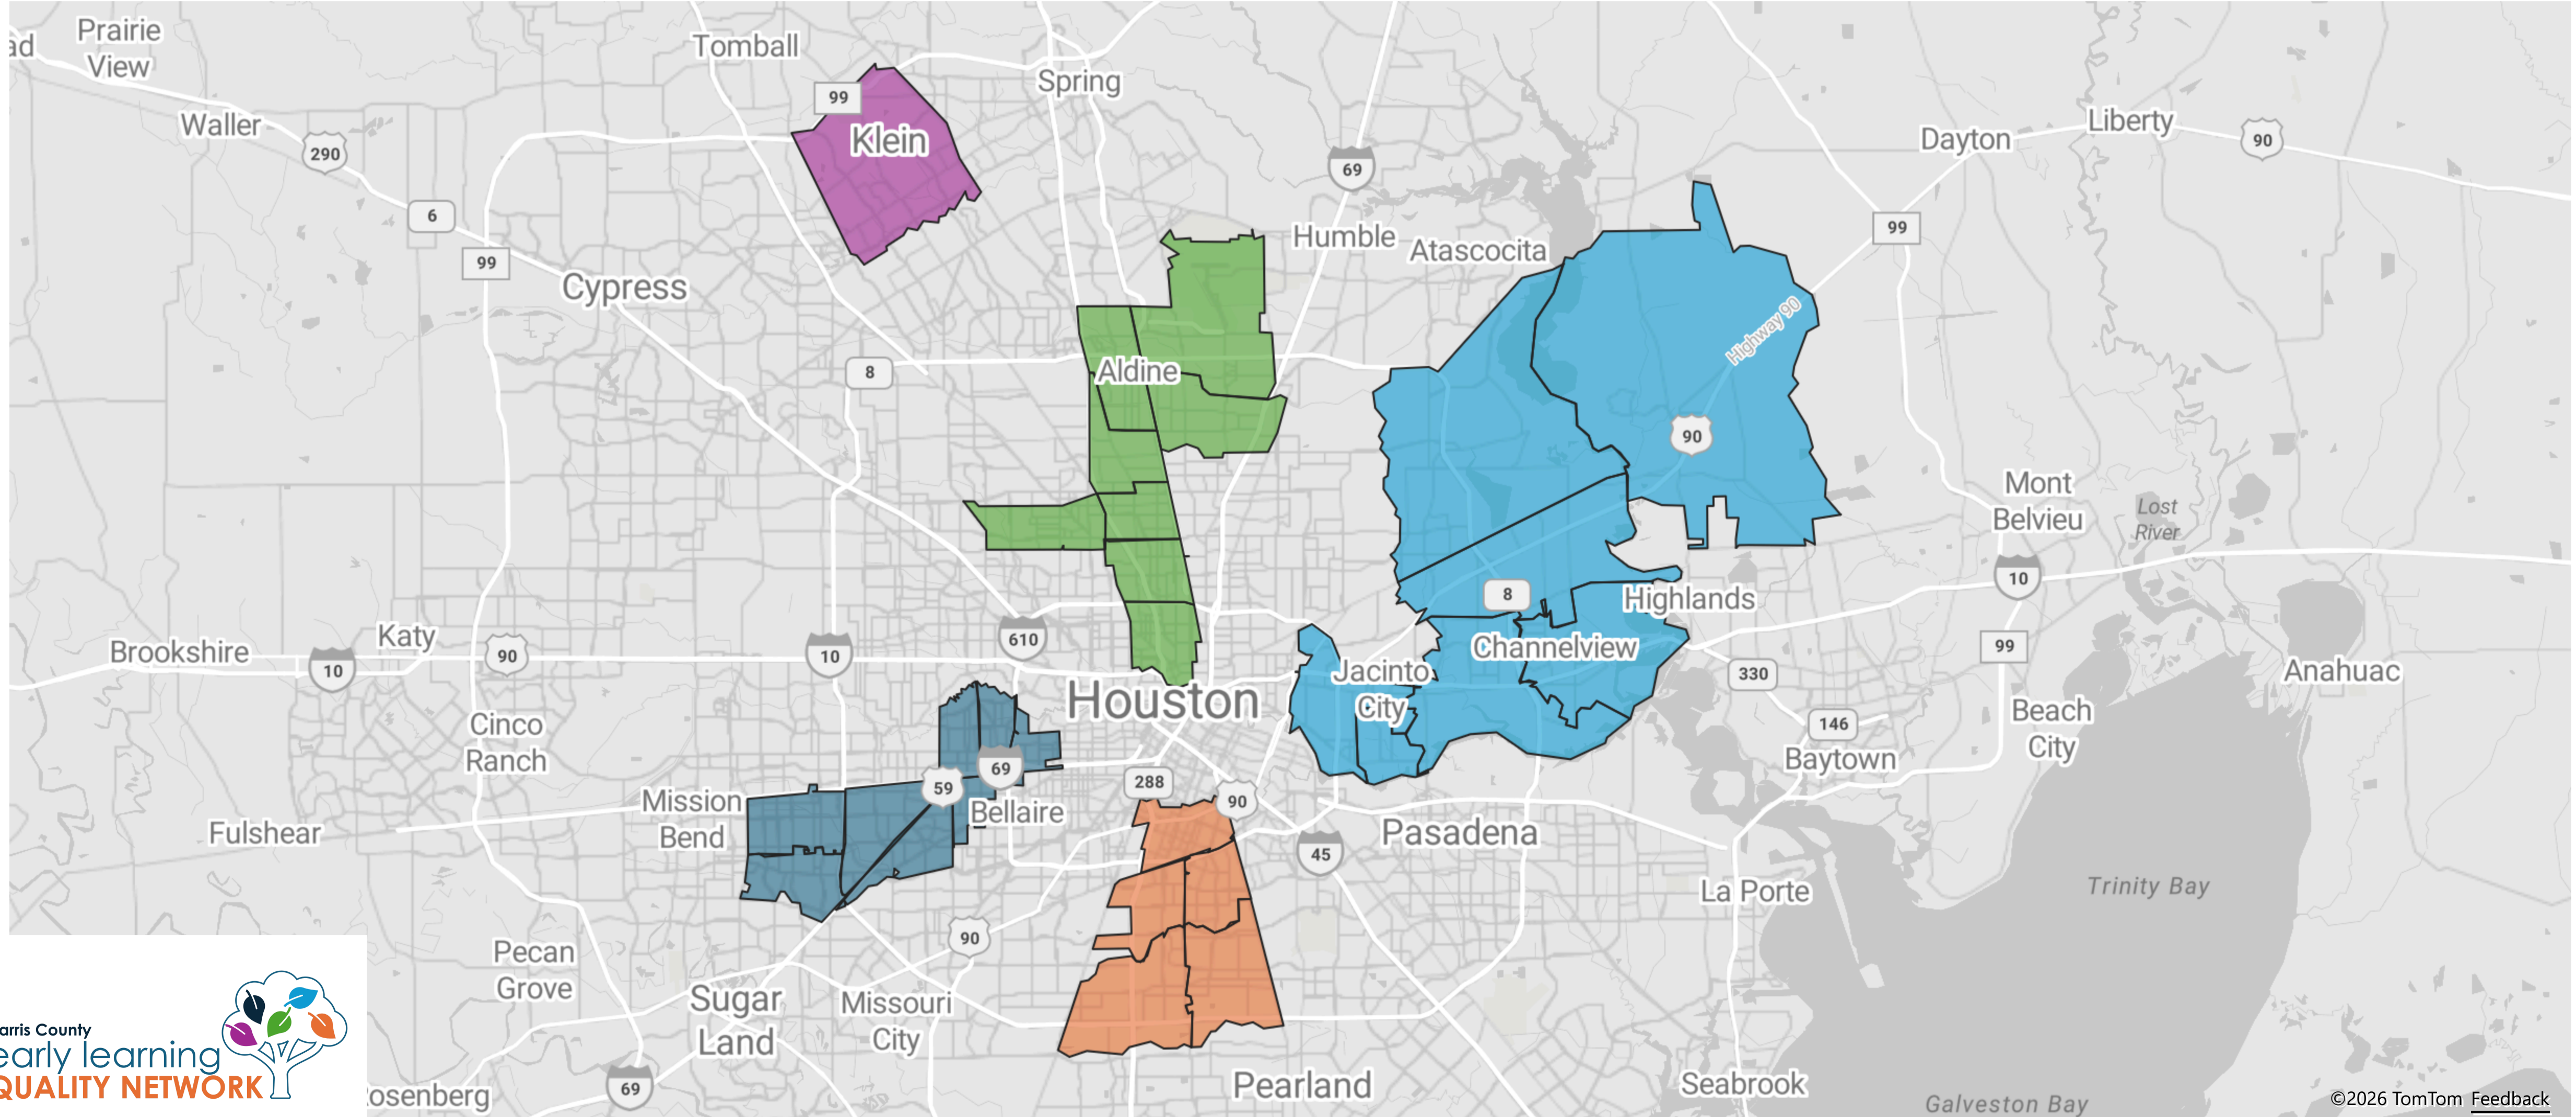 Prairie
View
Tomball
Spring
99
Klein
Waller
290
Dayton
Liberty
90
69
6
99
Humble
Atascocita
99
Cypress
Highway 90
Aldine
8
90
Mont
Belvieu
Lost
River
10
8
Highlands
Katy
610
Brookshire
10
90
10
Channelview
99
Jacinto
City
330
Anahuac
Houston
Cinco
Ranch
146
Beach
City
Baytown
69
59
288
90
Mission
Bend
Bellaire
Fulshear
Pasadena
45
La Porte
Trinity Bay
90
Pecan
Grove
Sugar
Land
Missouri
City
arris County
early learning
QUALITY NETWORK
69
osenberg
Pearland
Seabrook
Galveston Bay
©2026 TomTom Feedback